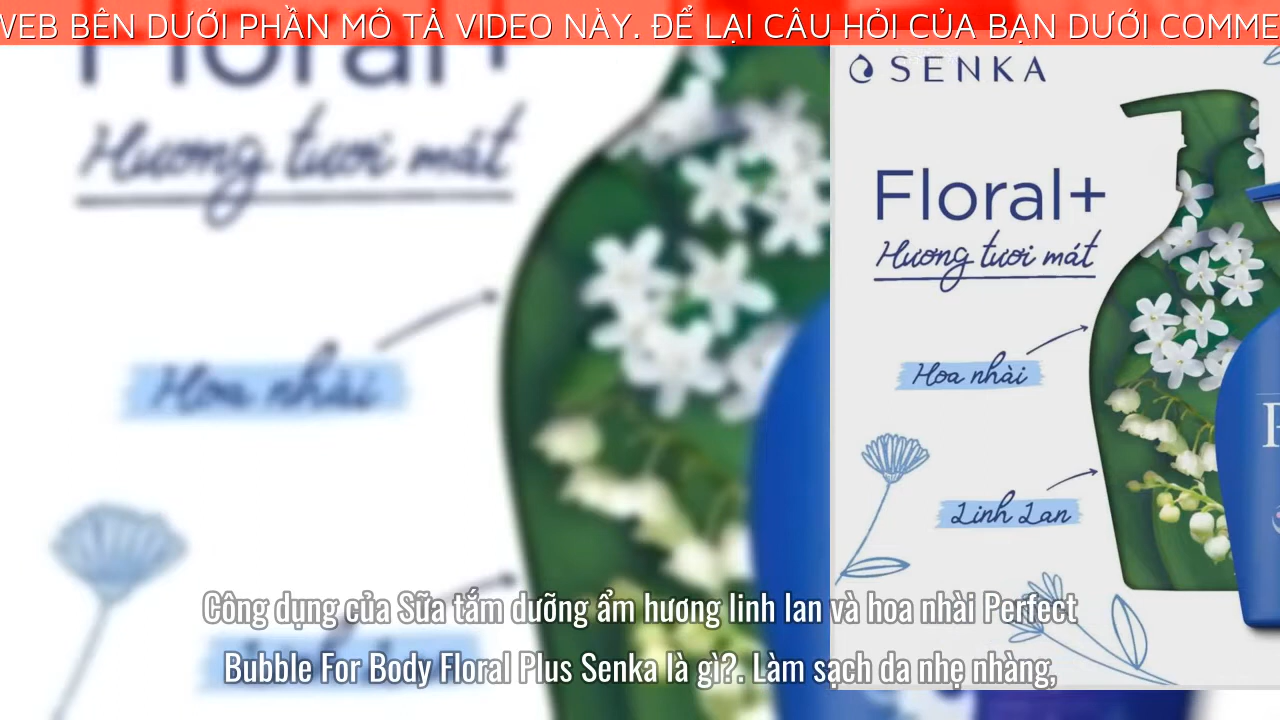 WEB BÊN DƯỚI PHẦN MÔ TẢ VIDEO NÀY. ĐỂ LẠI CÂU HỎI CỦA BẠN DƯỚI COMME
Floral+
Hương tươi mát
Hoa nhài
SENKA
Floral+
Hương tươi mát
Hoa nhài
Linh Lan
P
Công dụng của Sữa tắm dưỡng ẩm hương linh lan và hoa nhài Perfect
Bubble For Body Floral Plus Senka là gì?. Làm sạch da nhẹ nhàng,